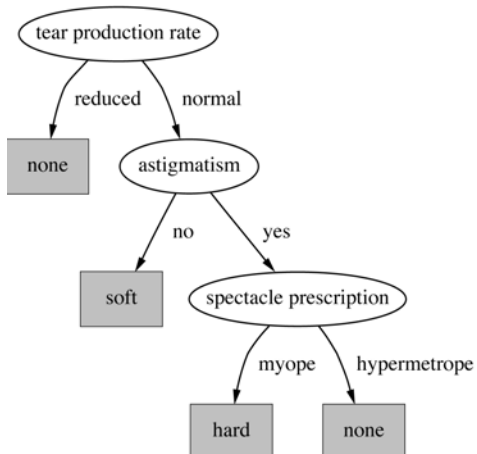 tear production rate
reduced
normal
none
astigmatism
no
yes
soft
spectacle prescription
myope
hypermetrope
hard
none